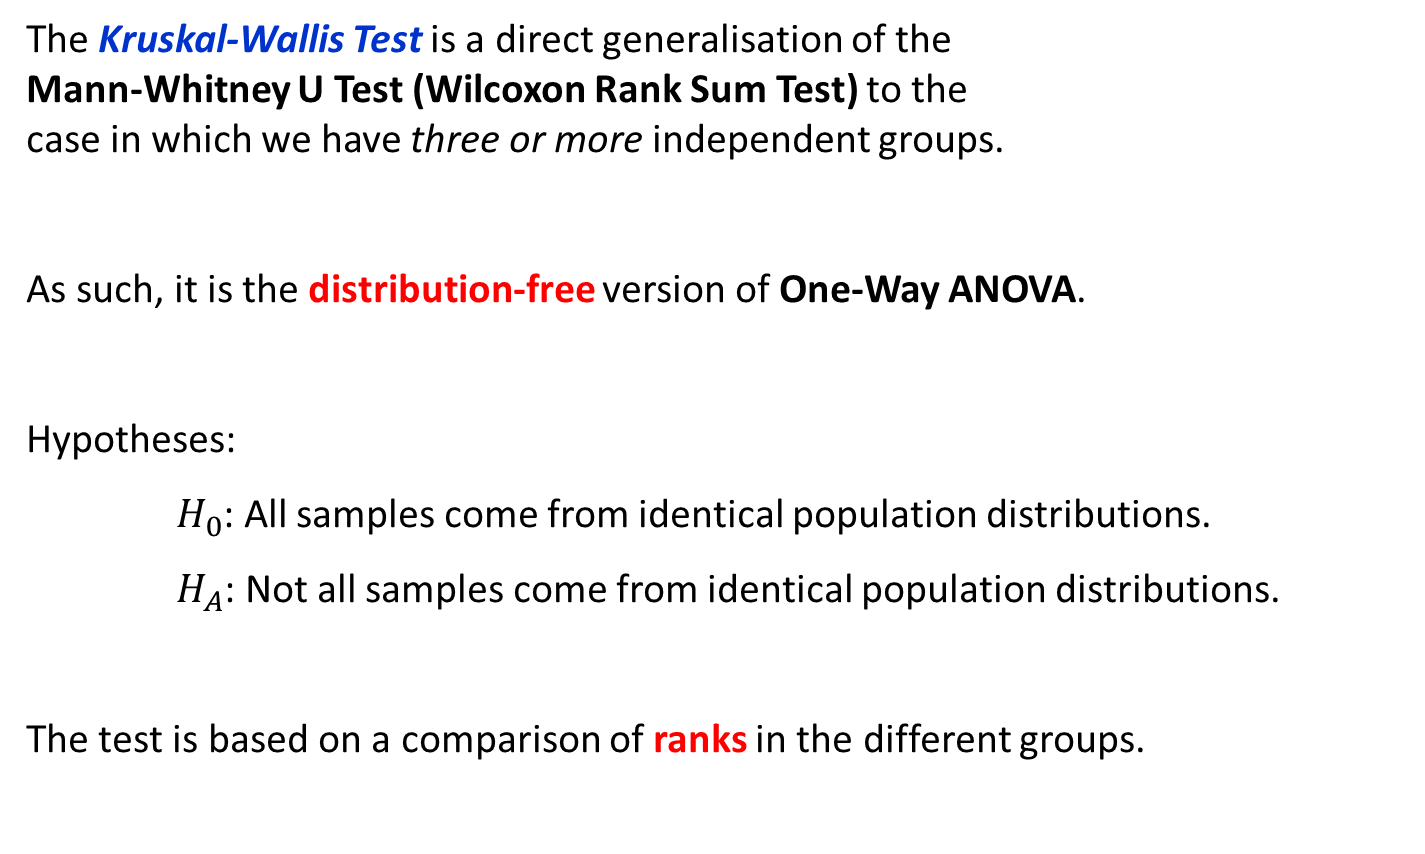 The Kruskal-Wallis Test is a direct generalisation of the
Mann-Whitney U Test (Wilcoxon Rank Sum Test) to the
case in which we have three or more independent groups.
As such, it is the distribution-free version of One-Way ANOVA.
Hypotheses:
H₀: All samples come from identical population distributions.
H_A: Not all samples come from identical population distributions.
The test is based on a comparison of ranks in the different groups.